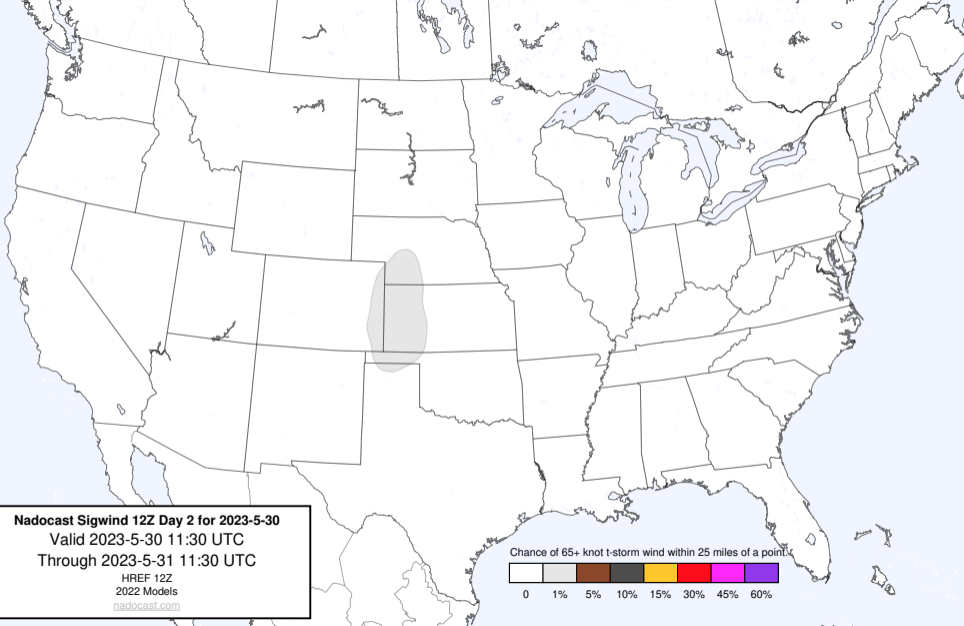 Nadocast Sigwind 12Z Day 2 for 2023-5-30
Valid 2023-5-30 11:30 UTC
Through 2023-5-31 11:30 UTC
HREF 12Z
2022 Models
nadocast.com
Chance of 65+ knot t-storm wind within 25 miles of a point.
0 1% 5% 10% 15% 30% 45% 60%